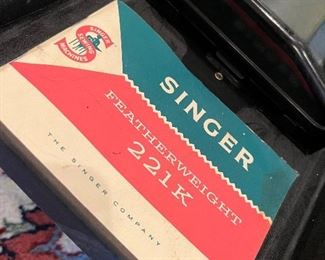 SINGER
SEWING
MACHINES
SINGER
FEATHERWEIGHT
221K
THE SINGER COMPANY